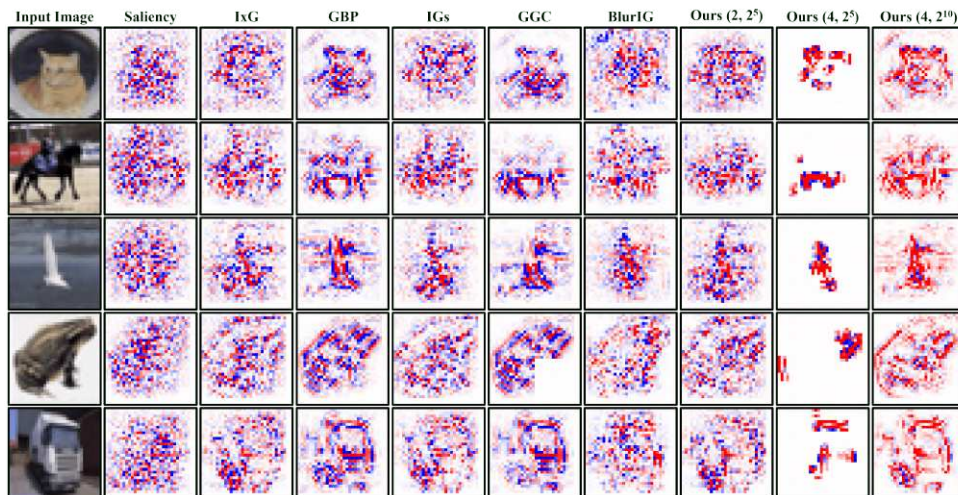 Input Image Saliency IxG GBP IGs GGC BlurIG Ours (2, 2⁵) Ours (4, 2⁵) Ours (4, 2¹⁰)